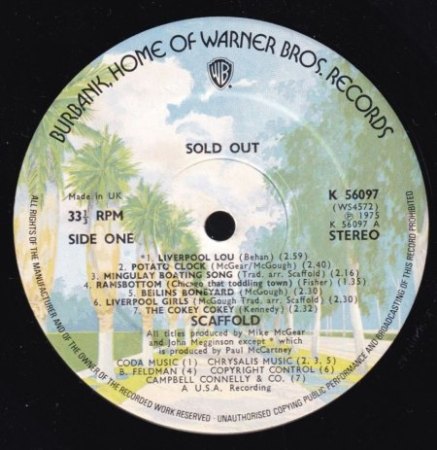 BURBANK, HOME OF WARNER BROS. RECORDS
WB
SOLD OUT
Made in UK
33⅓ RPM
SIDE ONE
K 56097
(WS4572)
Ⓟ 1975
K 56097 A
STEREO
*1. LIVERPOOL LOU (Behan) (2.59)
2. POTATO CLOCK (McGear/McGough) (2.40)
3. MINGULAY BOATING SONG (Trad. arr. Scaffold) (2.16)
4. RAMSBOTTOM (Chicago that toddling town) (Fisher) (1.35)
5. BEILINS BONEYARD (McGough) (2.30)
6. LIVERPOOL GIRLS (McGough Trad. arr. Scaffold) (2.30)
7. THE COKEY COKEY (Kennedy) (2.32)
SCAFFOLD
All titles produced by Mike McGear
and John Megginson except * which
is produced by Paul McCartney
CODA MUSIC (1) CHRYSALIS MUSIC (2, 3, 5)
B. FELDMAN (4) COPYRIGHT CONTROL (6)
CAMPBELL CONNELLY & CO. (7)
A U.S.A. Recording
ALL RIGHTS OF THE MANUFACTURER AND OF THE OWNER OF THE RECORDED WORK RESERVED - UNAUTHORISED COPYING PUBLIC PERFORMANCE AND BROADCASTING OF THIS RECORD PROHIBITED